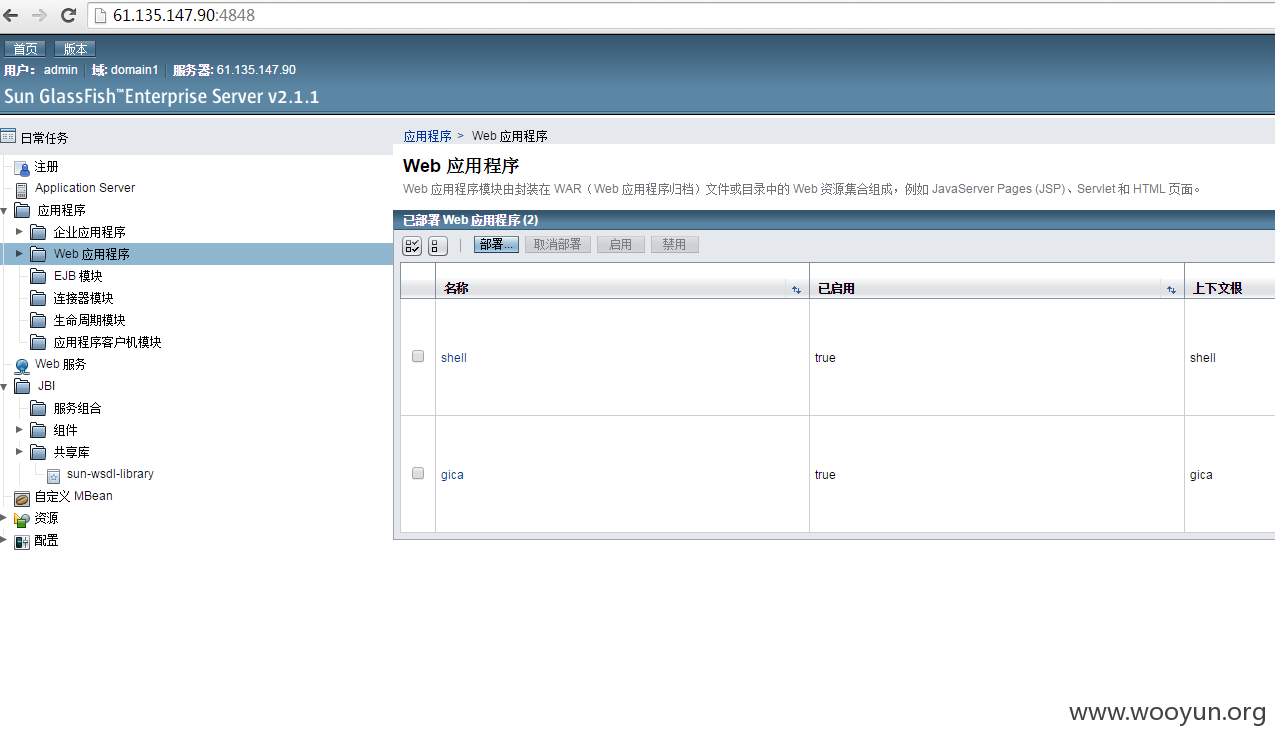 61.135.147.90:4848
首页 版本
用户: admin 域: domain1 服务器: 61.135.147.90
Sun GlassFish™ Enterprise Server v2.1.1
日常任务
注册
Application Server
应用程序
企业应用程序
Web 应用程序
EJB 模块
连接器模块
生命周期模块
应用程序客户机模块
Web 服务
JBI
服务组合
组件
共享库
sun-wsdl-library
自定义 MBean
资源
配置
应用程序 > Web 应用程序
Web 应用程序
Web 应用程序模块由封装在 WAR（Web 应用程序归档）文件或目录中的 Web 资源集合组成，例如 JavaServer Pages (JSP)、Servlet 和 HTML 页面。
已部署 Web 应用程序 (2)
部署... 取消部署 启用 禁用
名称 已启用 上下文根
shell true shell
gica true gica
www.wooyun.org